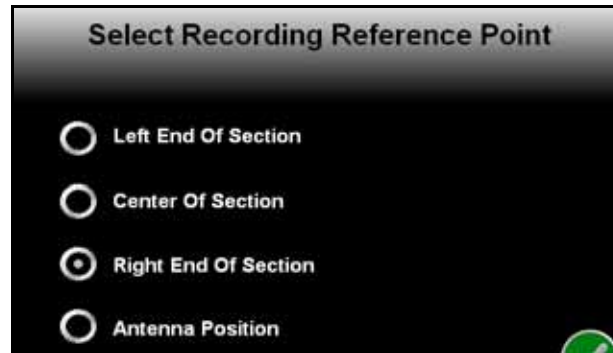 Select Recording Reference Point
Left End Of Section
Center Of Section
Right End Of Section
Antenna Position